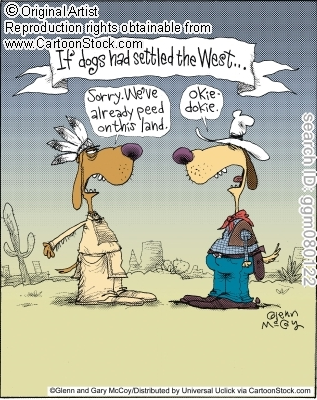 © Original Artist
Reproduction rights obtainable from
www.CartoonStock.com
If dogs had settled the West...
Sorry. We've
already peed
on this land.
Okie-
dokie.
search ID: ggm080122
Glenn
McCoy
©Glenn and Gary McCoy/Distributed by Universal Uclick via CartoonStock.com